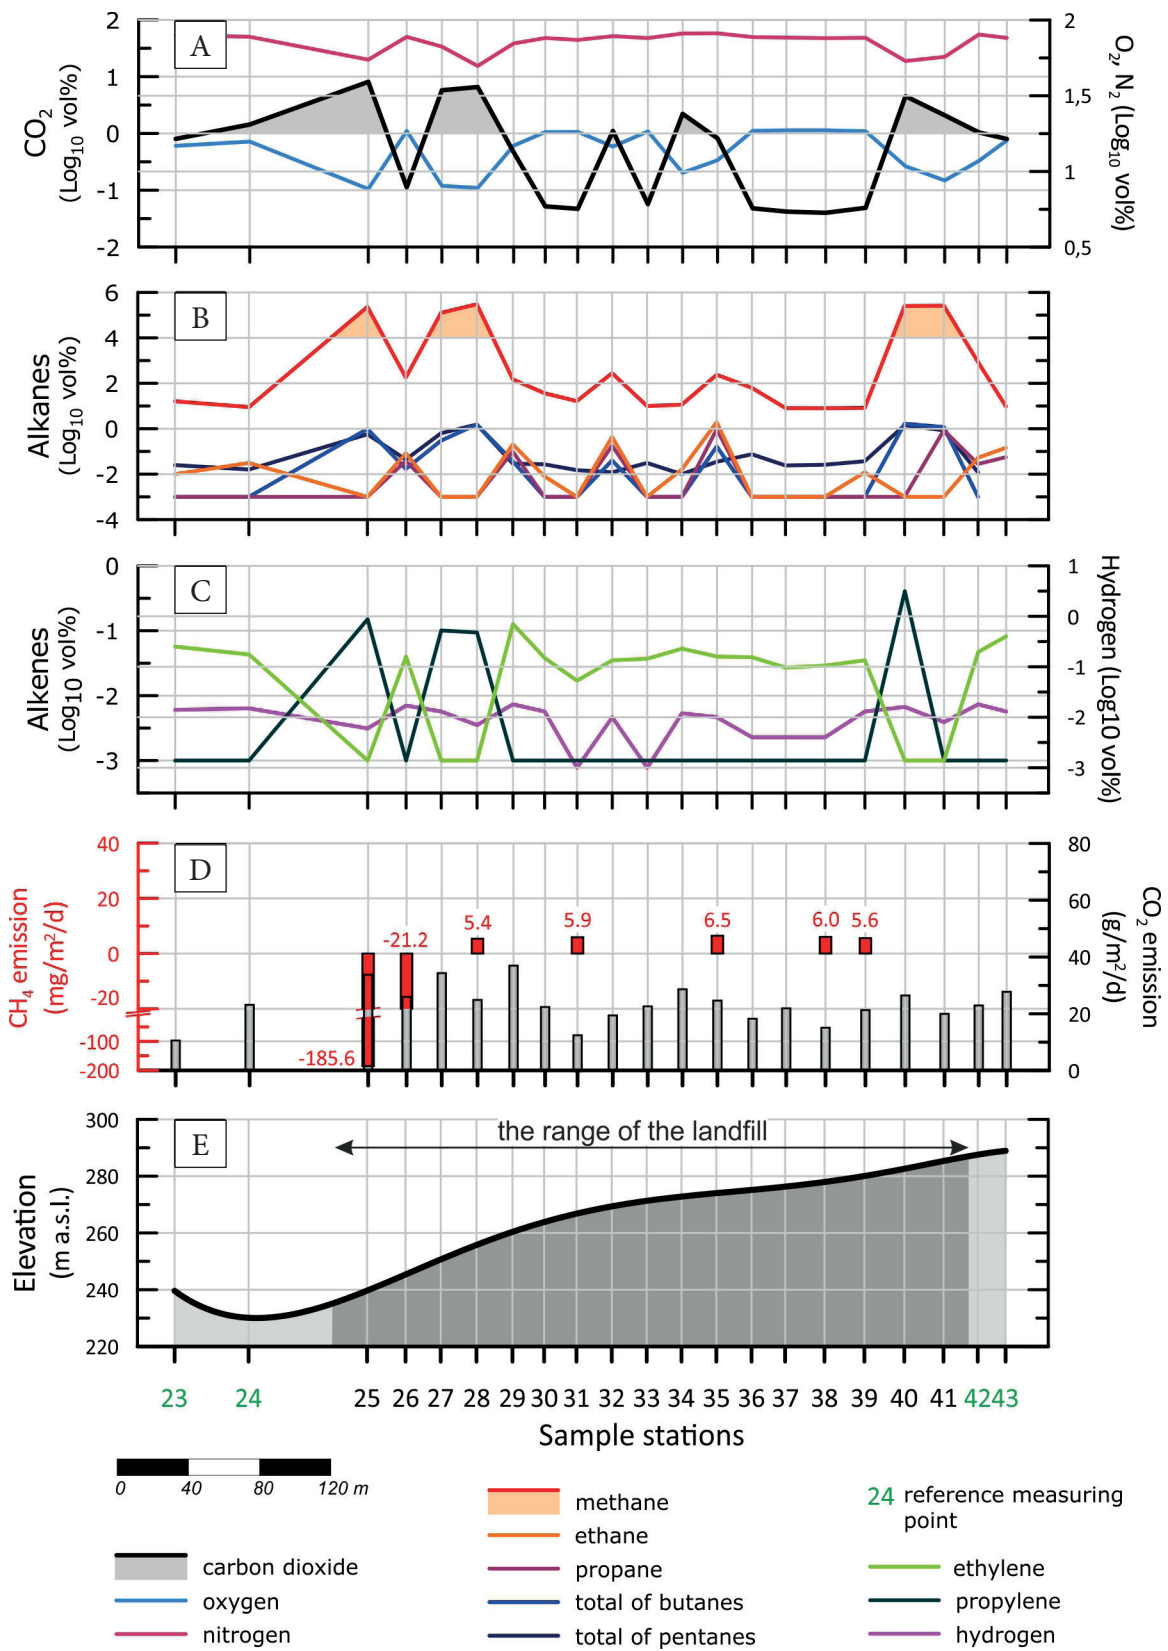 A
CO2
(Log10 vol%)
2
1
0
-1
-2
2
1,5
1
0,5
O2, N2 (Log10 vol%)
B
Alkanes
(Log10 vol%)
6
4
2
0
-2
-4
C
Alkenes
(Log10 vol%)
0
-1
-2
-3
1
0
-1
-2
-3
Hydrogen (Log10 vol%)
D
CH4 emission
(mg/m2/d)
40
20
0
-20
-100
-200
-185.6
-21.2
5.4
5.9
6.5
6.0
5.6
80
60
40
20
0
CO2 emission
(g/m2/d)
E
the range of the landfill
Elevation
(m a.s.l.)
300
280
260
240
220
23 24 25 26 27 28 29 30 31 32 33 34 35 36 37 38 39 40 41 42 43
Sample stations
0 40 80 120 m
carbon dioxide
oxygen
nitrogen
methane
ethane
propane
total of butanes
total of pentanes
24 reference measuring
point
ethylene
propylene
hydrogen